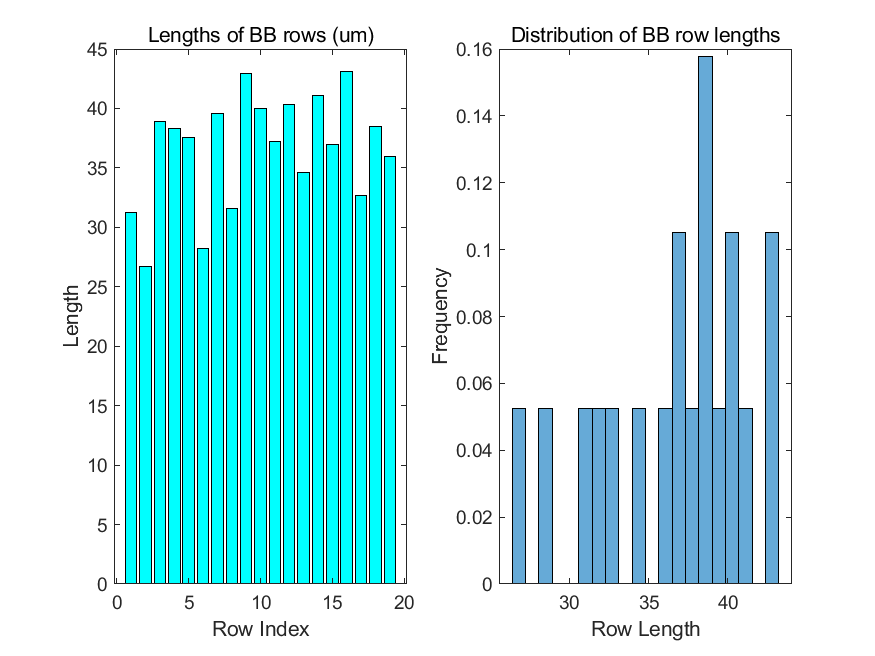 Lengths of BB rows (um)
45
40
35
30
25
20
15
10
5
0
Length
0 5 10 15 20
Row Index
Distribution of BB row lengths
0.16
0.14
0.12
0.1
0.08
0.06
0.04
0.02
0
Frequency
30 35 40
Row Length